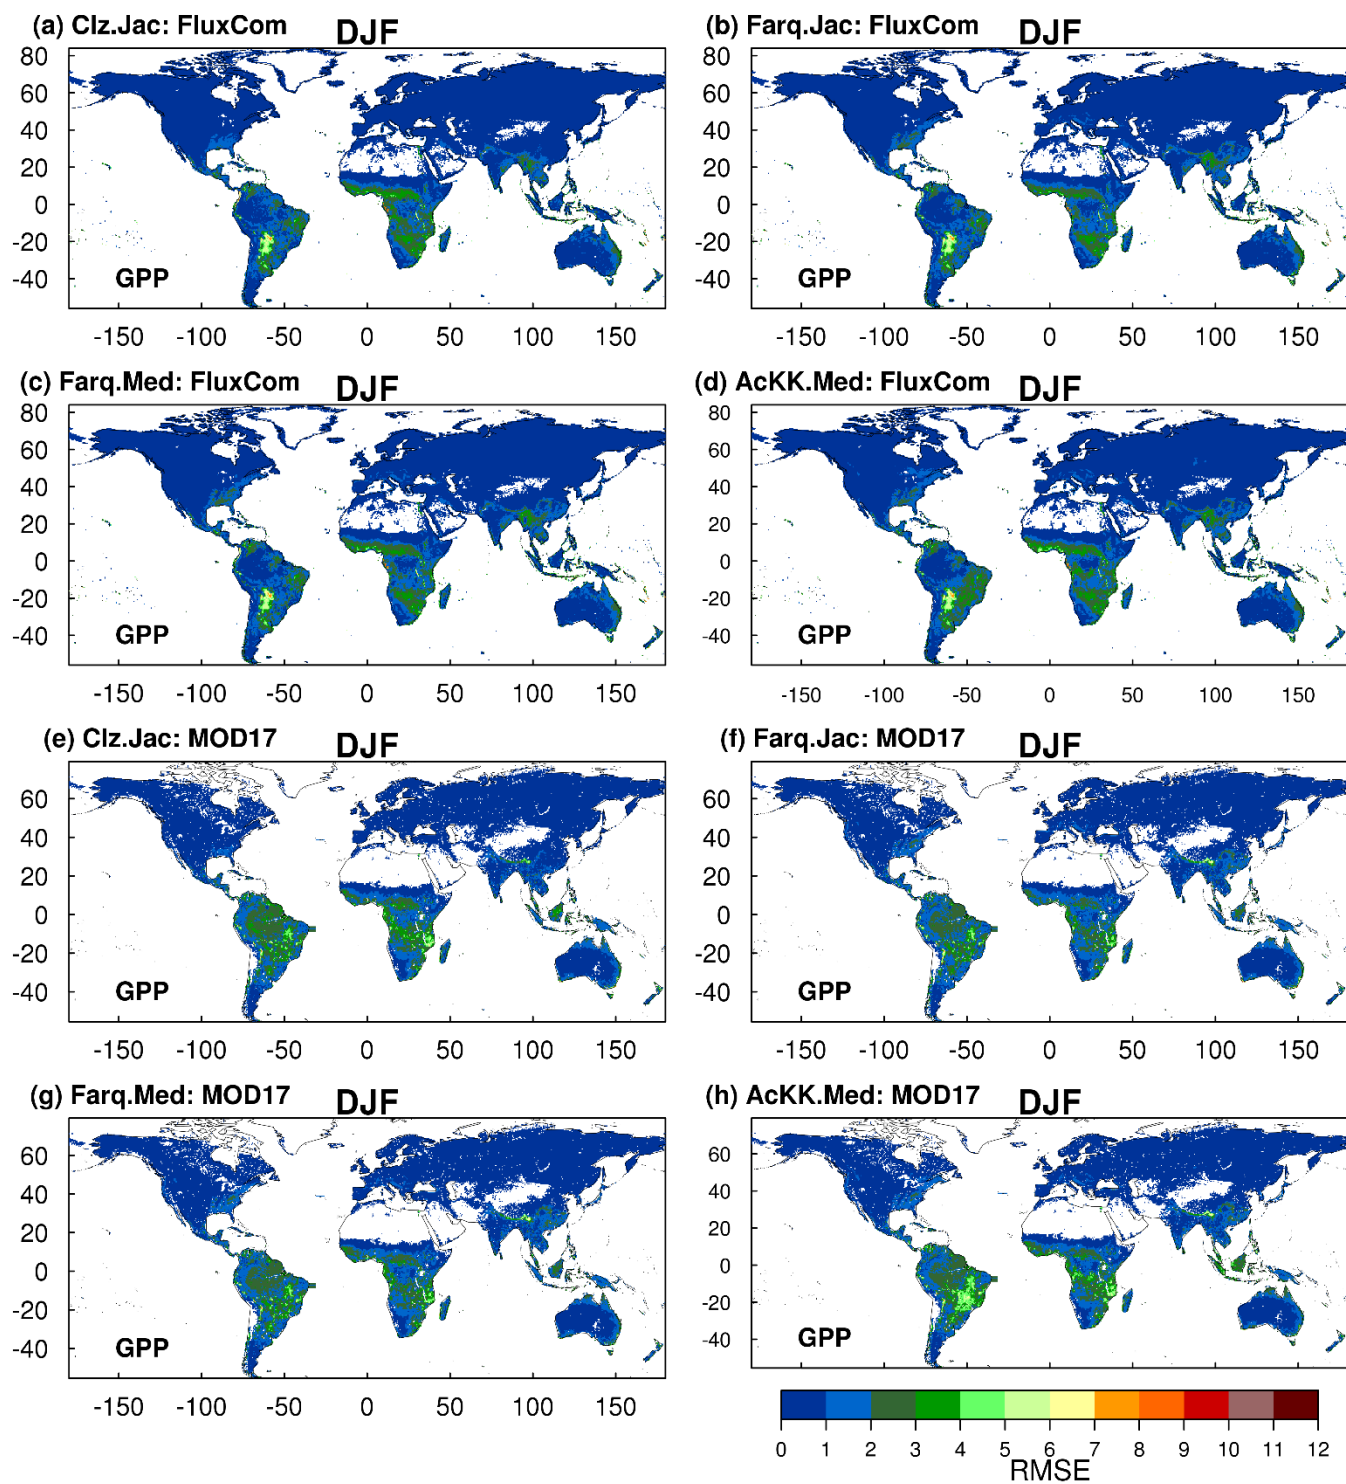 (a) Clz.Jac: FluxCom DJF
(b) Farq.Jac: FluxCom DJF
80
60
40
20
0
-20
-40
GPP
-150 -100 -50 0 50 100 150
80
60
40
20
0
-20
-40
GPP
-150 -100 -50 0 50 100 150
(c) Farq.Med: FluxCom DJF
(d) AcKK.Med: FluxCom DJF
80
60
40
20
0
-20
-40
GPP
-150 -100 -50 0 50 100 150
80
60
40
20
0
-20
-40
GPP
-150 -100 -50 0 50 100 150
(e) Clz.Jac: MOD17 DJF
(f) Farq.Jac: MOD17 DJF
60
40
20
0
-20
-40
GPP
-150 -100 -50 0 50 100 150
60
40
20
0
-20
-40
GPP
-150 -100 -50 0 50 100 150
(g) Farq.Med: MOD17 DJF
(h) AcKK.Med: MOD17 DJF
60
40
20
0
-20
-40
GPP
-150 -100 -50 0 50 100 150
60
40
20
0
-20
-40
GPP
0 1 2 3 4 5 6 7 8 9 10 11 12
RMSE